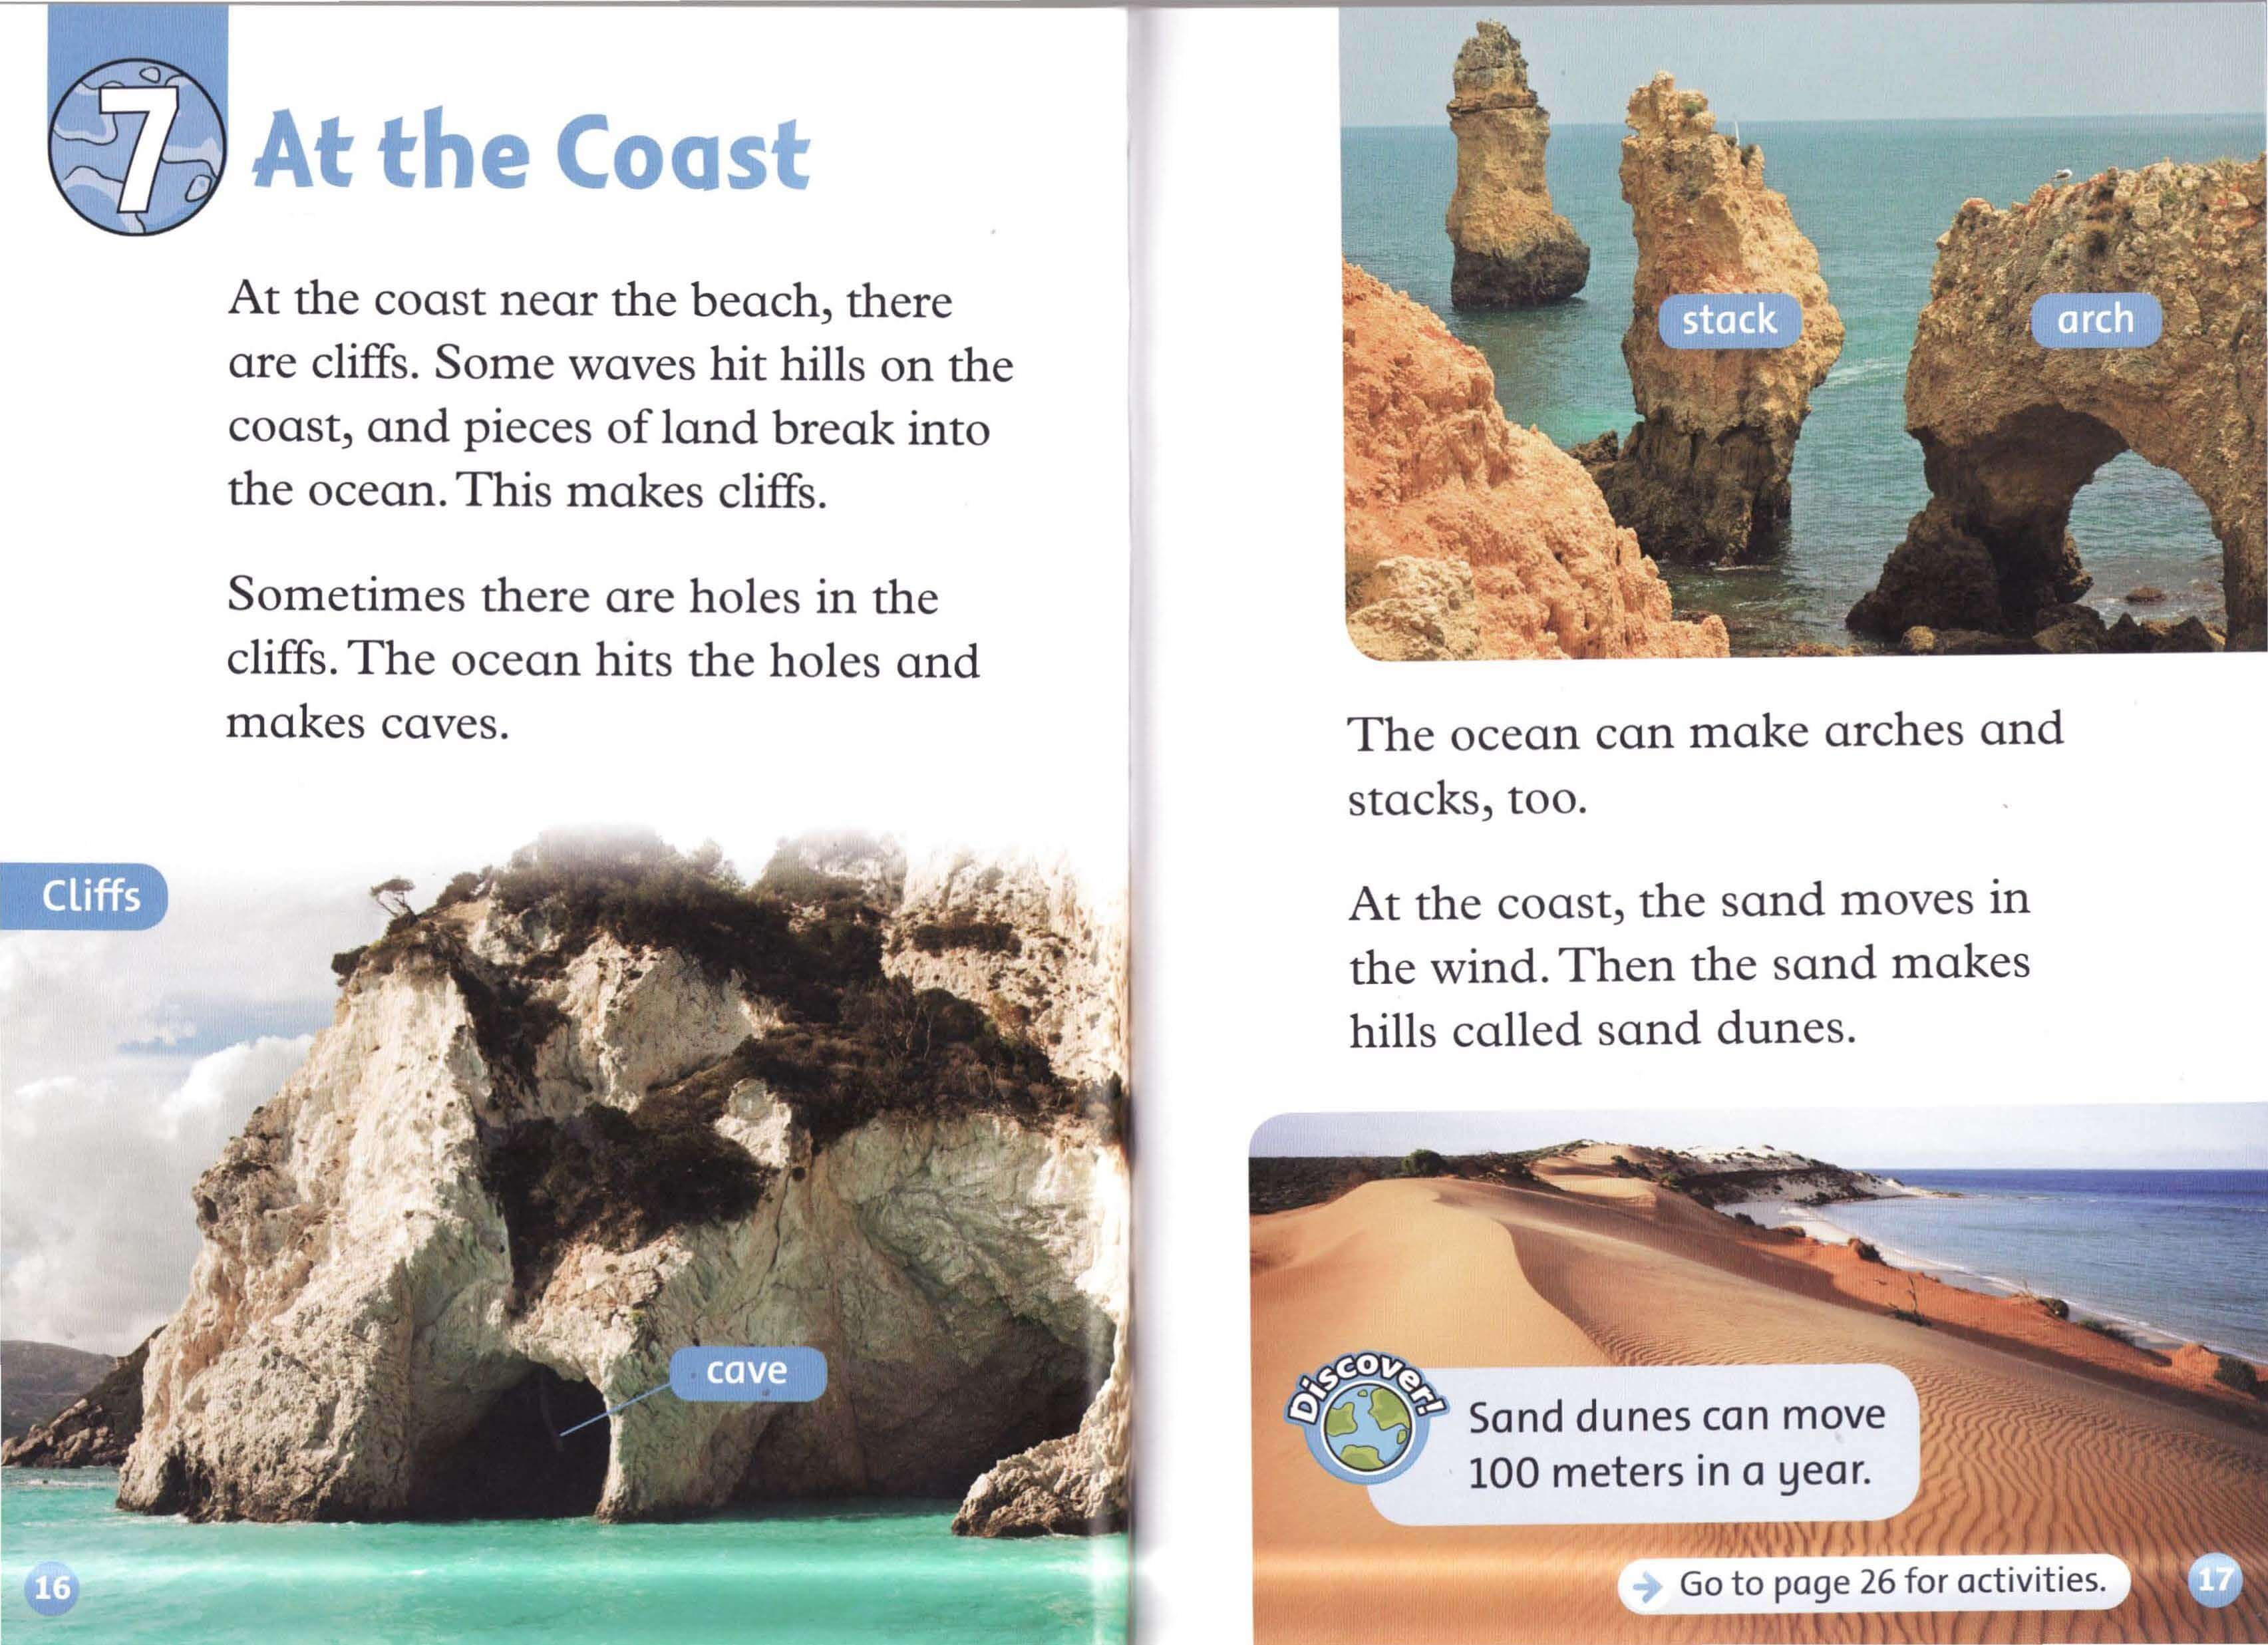 7
At the Coast
At the coast near the beach, there
are cliffs. Some waves hit hills on the
coast, and pieces of land break into
the ocean. This makes cliffs.
Sometimes there are holes in the
cliffs. The ocean hits the holes and
makes caves.
Cliffs
cave
16
stack
arch
The ocean can make arches and
stacks, too.
At the coast, the sand moves in
the wind. Then the sand makes
hills called sand dunes.
Discover!
Sand dunes can move
100 meters in a year.
Go to page 26 for activities.
17